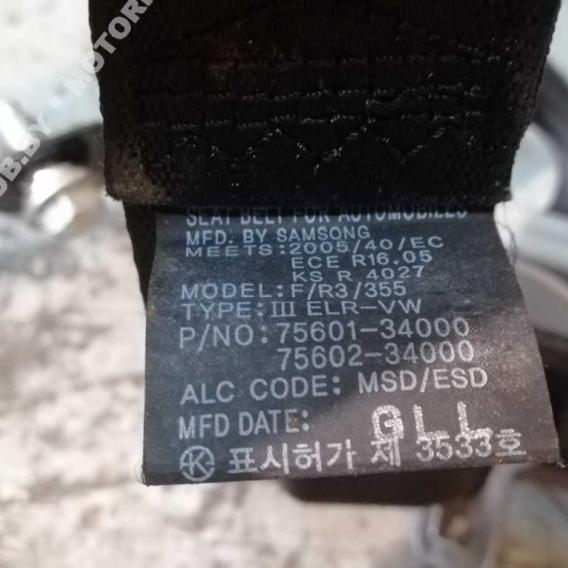 SEAT BELT FOR AUTOMOBILES
MFD. BY SAMSONG
MEETS:2005/40/EC
ECE R16.05
KS R 4027
MODEL:F/R3/355
TYPE:III ELR-VW
P/NO:75601-34000
75602-34000
ALC CODE: MSD/ESD
MFD DATE: GLL
표시허가 제 3533호